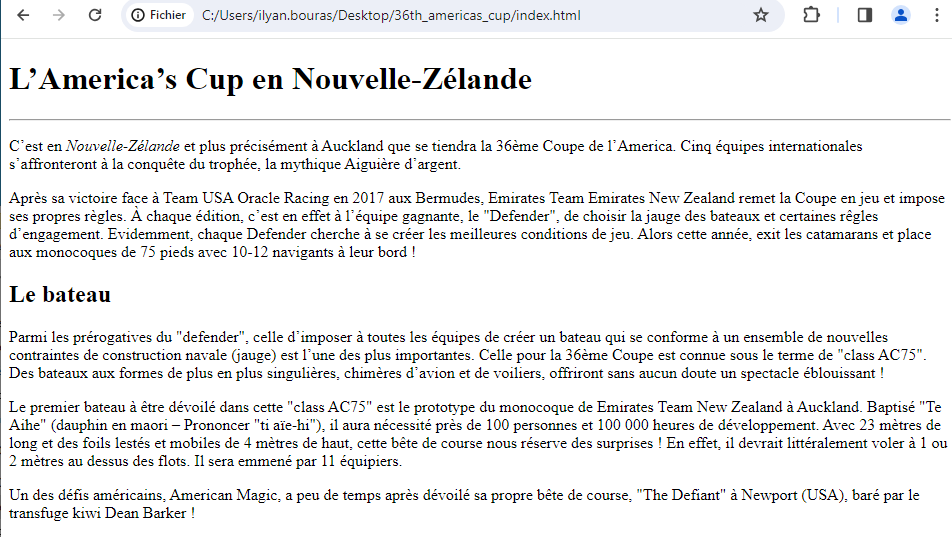 Fichier C:/Users/ilyan.bouras/Desktop/36th_americas_cup/index.html
L’America’s Cup en Nouvelle-Zélande
C’est en Nouvelle-Zélande et plus précisément à Auckland que se tiendra la 36ème Coupe de l’America. Cinq équipes internationales
s’affronteront à la conquête du trophée, la mythique Aiguière d’argent.
Après sa victoire face à Team USA Oracle Racing en 2017 aux Bermudes, Emirates Team Emirates New Zealand remet la Coupe en jeu et impose
ses propres règles. À chaque édition, c’est en effet à l’équipe gagnante, le "Defender", de choisir la jauge des bateaux et certaines rêgles
d’engagement. Evidemment, chaque Defender cherche à se créer les meilleures conditions de jeu. Alors cette année, exit les catamarans et place
aux monocoques de 75 pieds avec 10-12 navigants à leur bord !
Le bateau
Parmi les prérogatives du "defender", celle d’imposer à toutes les équipes de créer un bateau qui se conforme à un ensemble de nouvelles
contraintes de construction navale (jauge) est l’une des plus importantes. Celle pour la 36ème Coupe est connue sous le terme de "class AC75".
Des bateaux aux formes de plus en plus singulières, chimères d’avion et de voiliers, offriront sans aucun doute un spectacle éblouissant !
Le premier bateau à être dévoilé dans cette "class AC75" est le prototype du monocoque de Emirates Team New Zealand à Auckland. Baptisé "Te
Aihe" (dauphin en maori – Prononcer "ti aïe-hi"), il aura nécessité près de 100 personnes et 100 000 heures de développement. Avec 23 mètres de
long et des foils lestés et mobiles de 4 mètres de haut, cette bête de course nous réserve des surprises ! En effet, il devrait littéralement voler à 1 ou
2 mètres au dessus des flots. Il sera emmené par 11 équipiers.
Un des défis américains, American Magic, a peu de temps après dévoilé sa propre bête de course, "The Defiant" à Newport (USA), baré par le
transfuge kiwi Dean Barker !